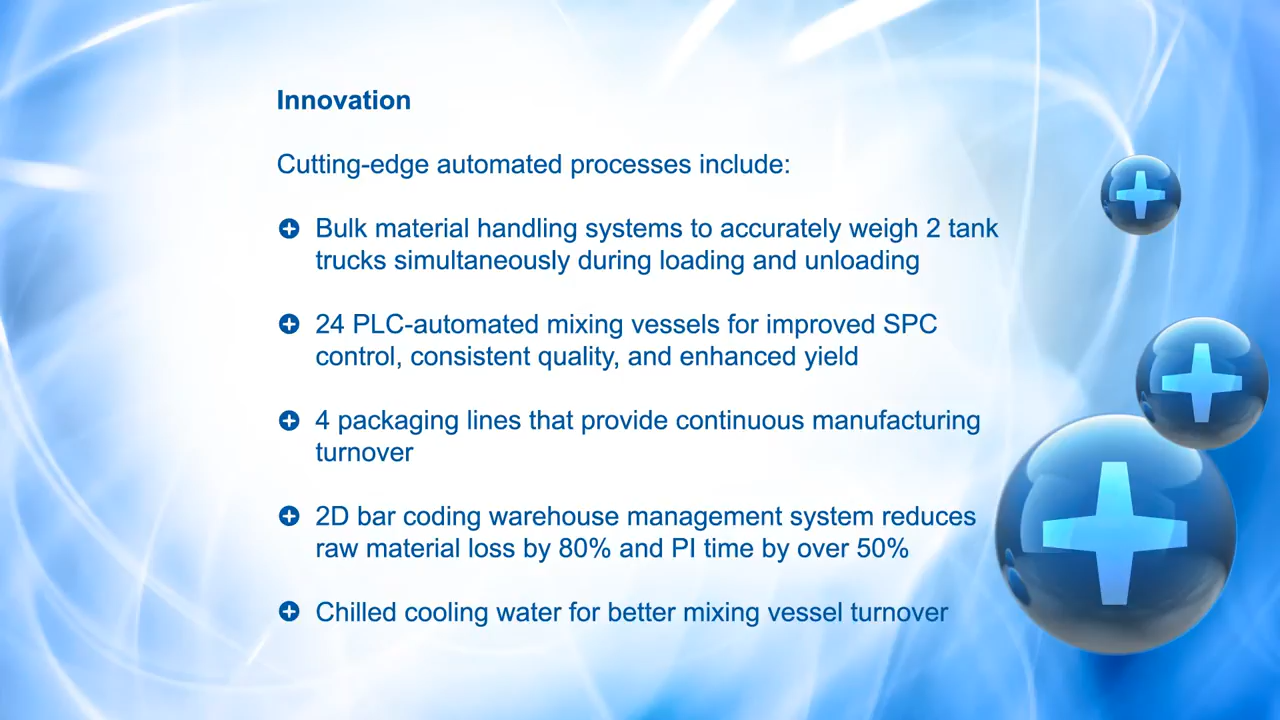 Innovation
Cutting-edge automated processes include:
Bulk material handling systems to accurately weigh 2 tank
trucks simultaneously during loading and unloading
24 PLC-automated mixing vessels for improved SPC
control, consistent quality, and enhanced yield
4 packaging lines that provide continuous manufacturing
turnover
2D bar coding warehouse management system reduces
raw material loss by 80% and PI time by over 50%
Chilled cooling water for better mixing vessel turnover